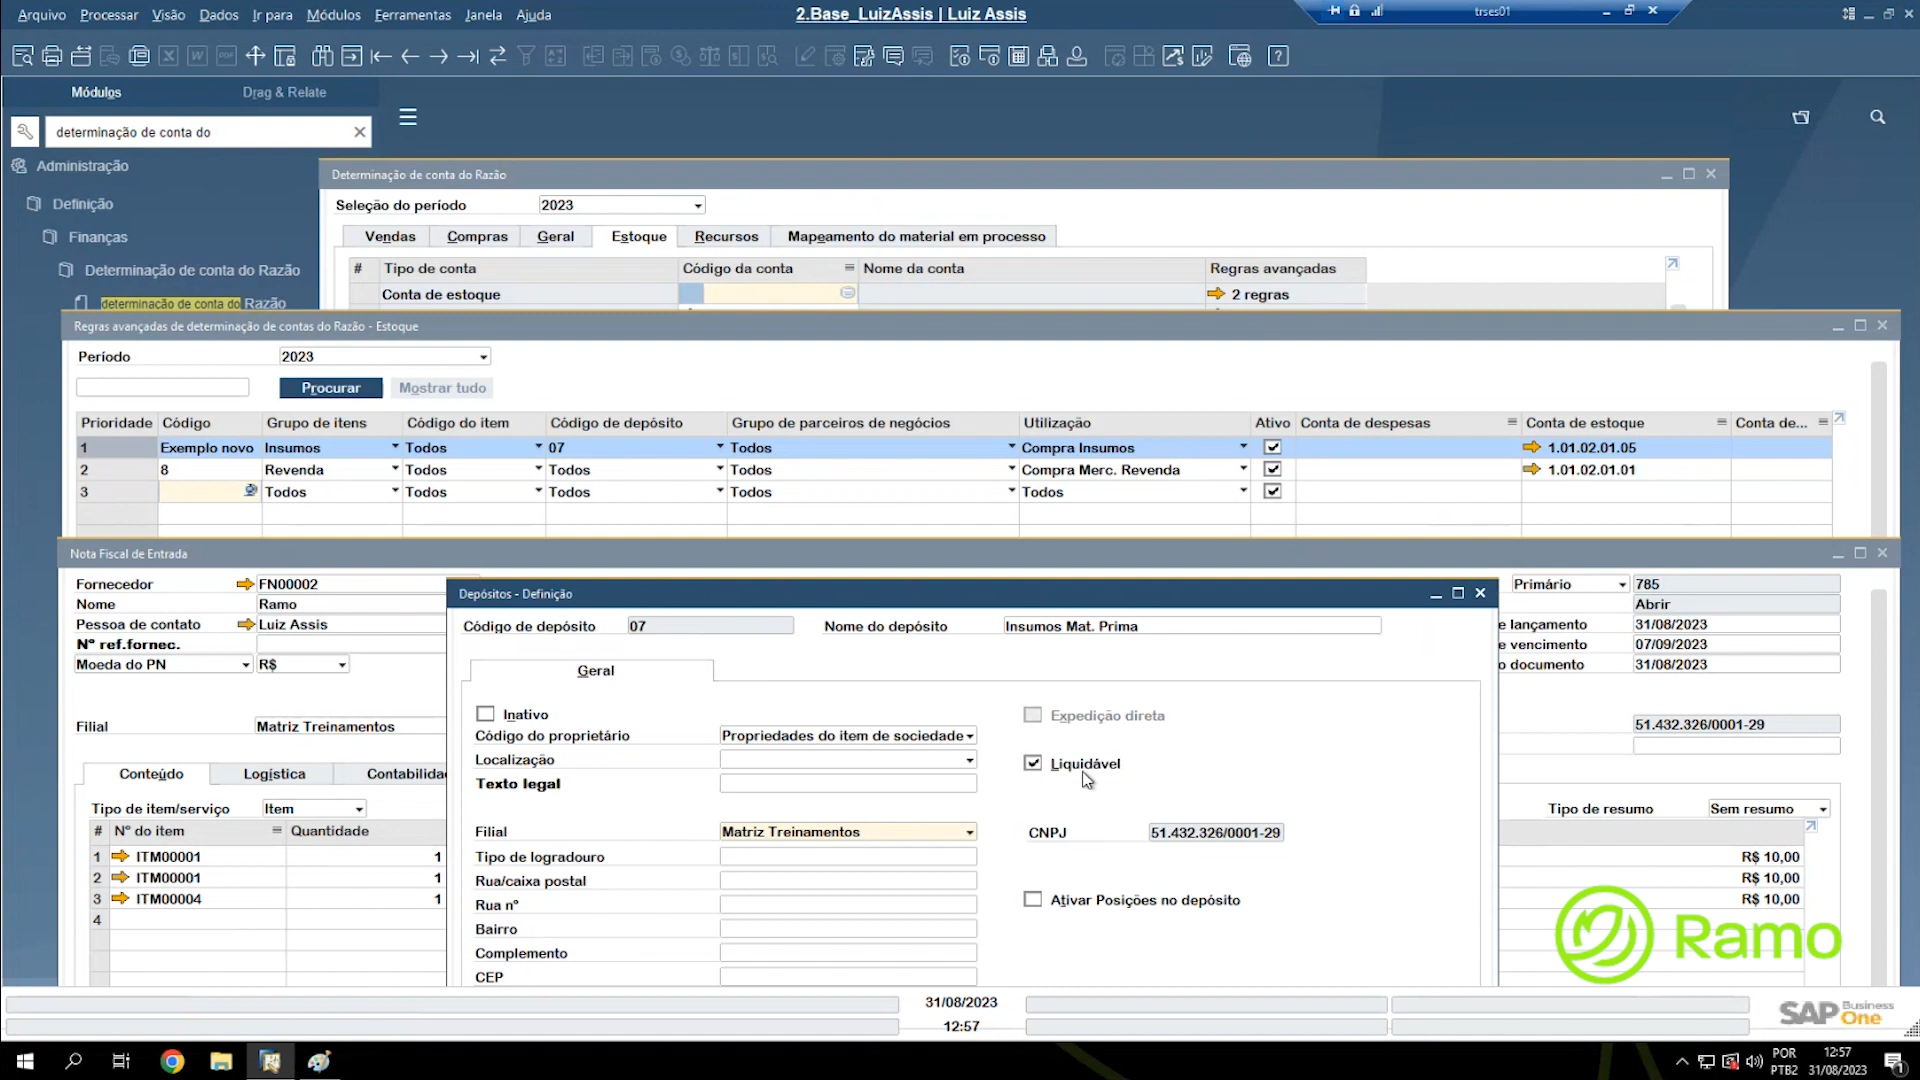 Arquivo Processar Visão Dados Ir para Módulos Ferramentas Janela Ajuda
2.Base_LuizAssis | Luiz Assis
trses01
Módulos Drag & Relate
determinação de conta do
Administração
Definição
Finanças
Determinação de conta do Razão
determinação de conta do Razão
Determinação de conta do Razão
Seleção do período 2023
Vendas Compras Geral Estoque Recursos Mapeamento do material em processo
# Tipo de conta Código da conta Nome da conta Regras avançadas
Conta de estoque 2 regras
Regras avançadas de determinação de contas do Razão - Estoque
Período 2023
Procurar Mostrar tudo
Prioridade Código Grupo de itens Código do item Código de depósito Grupo de parceiros de negócios Utilização Ativo Conta de despesas Conta de estoque Conta de...
1 Exemplo novo Insumos Todos 07 Todos Compra Insumos 1.01.02.01.05
2 8 Revenda Todos Todos Todos Compra Merc. Revenda 1.01.02.01.01
3 Todos Todos Todos Todos Todos
Nota Fiscal de Entrada
Fornecedor FN00002
Nome Ramo
Pessoa de contato Luiz Assis
Nº ref.fornec.
Moeda do PN R$
Filial Matriz Treinamentos
Primário 785
Abrir
e lançamento 31/08/2023
e vencimento 07/09/2023
o documento 31/08/2023
51.432.326/0001-29
Conteúdo Logística Contabilida
Tipo de item/serviço Item
Tipo de resumo Sem resumo
# Nº do item Quantidade
1 ITM00001 1 R$ 10,00
2 ITM00001 1 R$ 10,00
3 ITM00004 1 R$ 10,00
4
Depósitos - Definição
Código de depósito 07 Nome do depósito Insumos Mat. Prima
Geral
Inativo Expedição direta
Código do proprietário Propriedades do item de sociedade
Localização Liquidável
Texto legal
Filial Matriz Treinamentos CNPJ 51.432.326/0001-29
Tipo de logradouro
Rua/caixa postal
Rua nº Ativar Posições no depósito
Bairro
Complemento
CEP
Ramo
31/08/2023
12:57
SAP Business One
POR
PTB2
12:57
31/08/2023
1